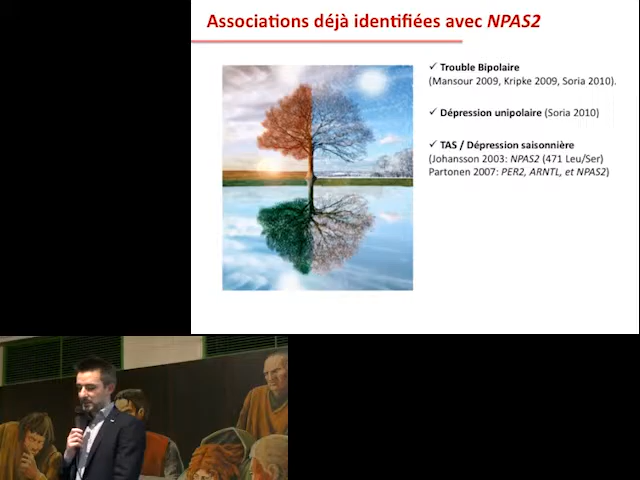 Associations déjà identifiées avec NPAS2
✓ Trouble Bipolaire
(Mansour 2009, Kripke 2009, Soria 2010).
✓ Dépression unipolaire (Soria 2010)
✓ TAS / Dépression saisonnière
(Johansson 2003: NPAS2 (471 Leu/Ser)
Partonen 2007: PER2, ARNTL, et NPAS2)